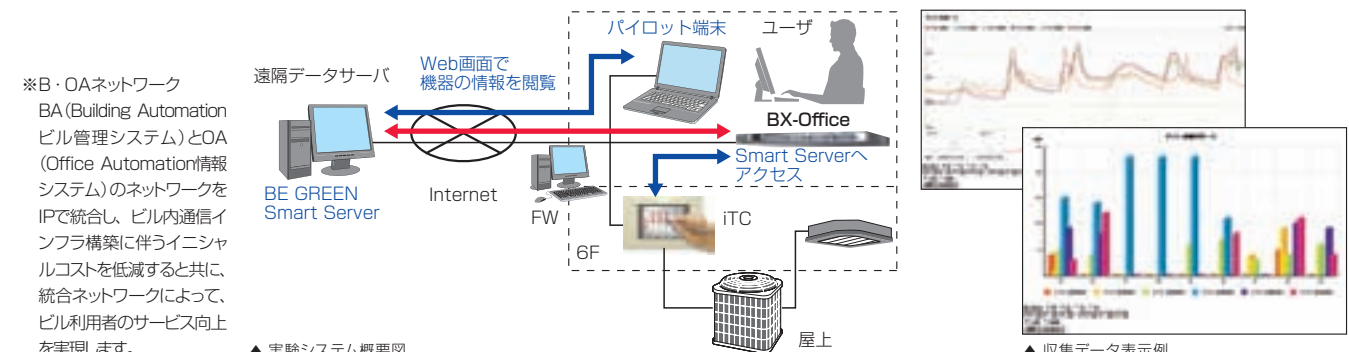 ※B・OAネットワーク
BA(Building Automation
ビル管理システム)とOA
(Office Automation情報
システム)のネットワークを
IPで統合し、ビル内通信イ
ンフラ構築に伴うイニシャ
ルコストを低減すると共に、
統合ネットワークによって、
ビル利用者のサービス向上
を実現します。
遠隔データサーバ
BE GREEN
Smart Server
Web画面で
機器の情報を閲覧
Internet
パイロット端末
ユーザ
BX-Office
Smart Serverへ
アクセス
FW
iTC
6F
屋上
▲ 実験システム概要図
▲ 収集データ表示例